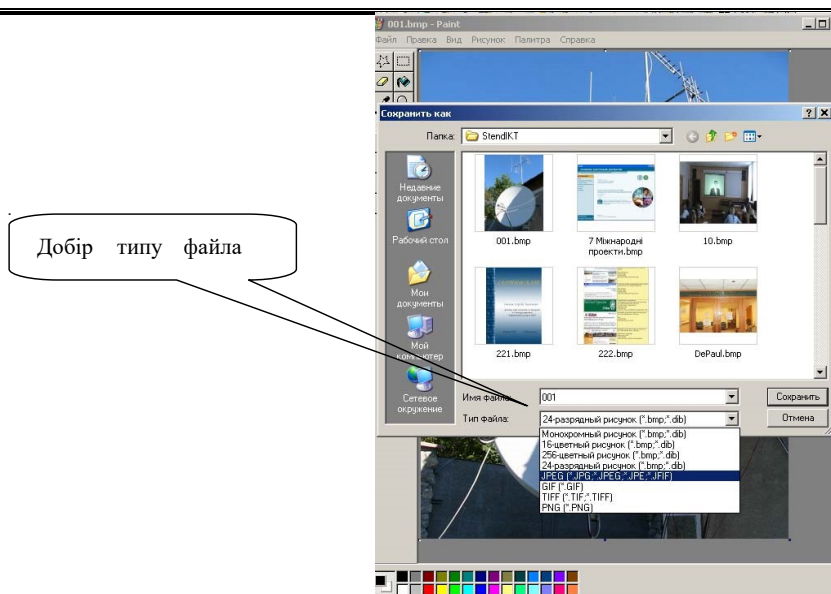 001.bmp - Paint
Файл Правка Вид Рисунок Палитра Справка
Сохранить как
Папка: StendIKT
Недавние документы
Рабочий стол
Мои документы
Мой компьютер
Сетевое окружение
001.bmp
7 Міжнародні проекти.bmp
10.bmp
221.bmp
222.bmp
DePaul.bmp
Добір типу файла
Имя файла: 001
Сохранить
Тип файла: 24-разрядный рисунок (*.bmp;*.dib)
Отмена
Монохромный рисунок (*.bmp;*.dib)
16-цветный рисунок (*.bmp;*.dib)
256-цветный рисунок (*.bmp;*.dib)
24-разрядный рисунок (*.bmp;*.dib)
JPEG (*.JPG;*.JPEG;*.JPE;*.JFIF)
GIF (*.GIF)
TIFF (*.TIF;*.TIFF)
PNG (*.PNG)